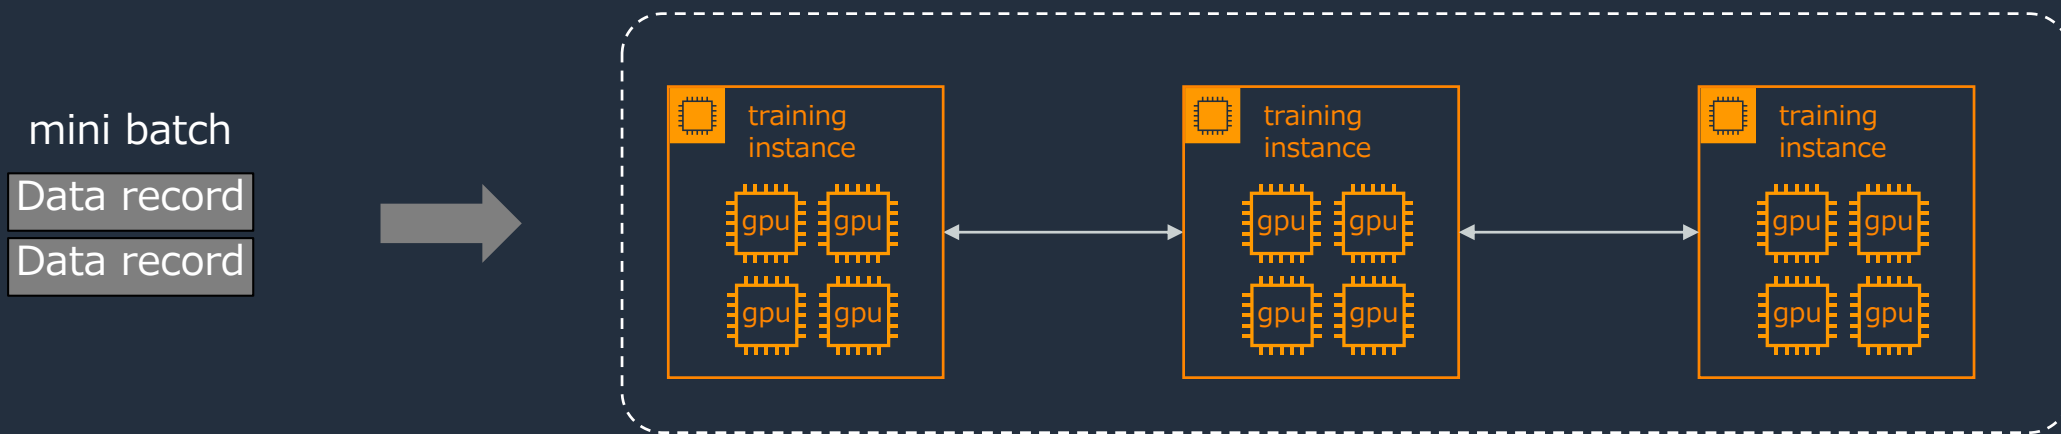 mini batch
Data record
Data record
training
instance
gpu gpu
gpu gpu
training
instance
gpu gpu
gpu gpu
training
instance
gpu gpu
gpu gpu